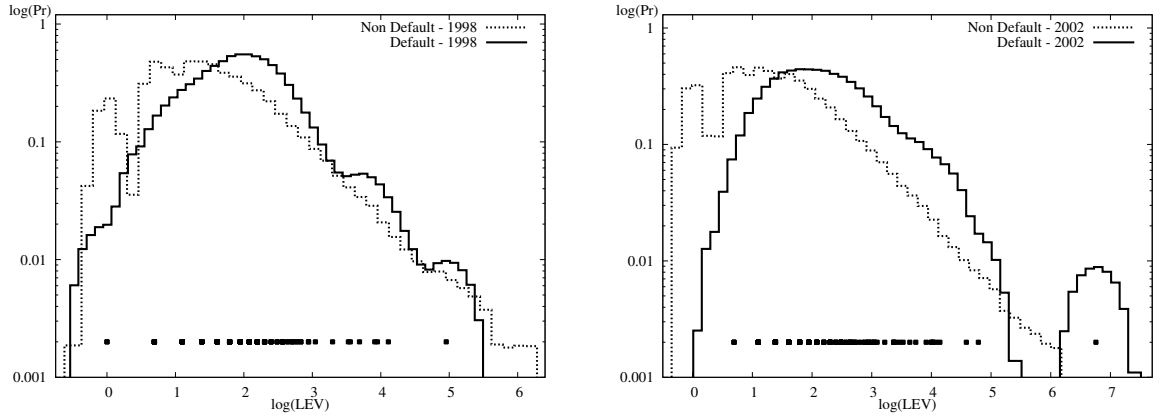 log(Pr)
Non Default - 1998
Default - 1998
1
0.1
0.01
0.001
0 1 2 3 4 5 6
log(LEV)
log(Pr)
Non Default - 2002
Default - 2002
1
0.1
0.01
0.001
0 1 2 3 4 5 6 7
log(LEV)